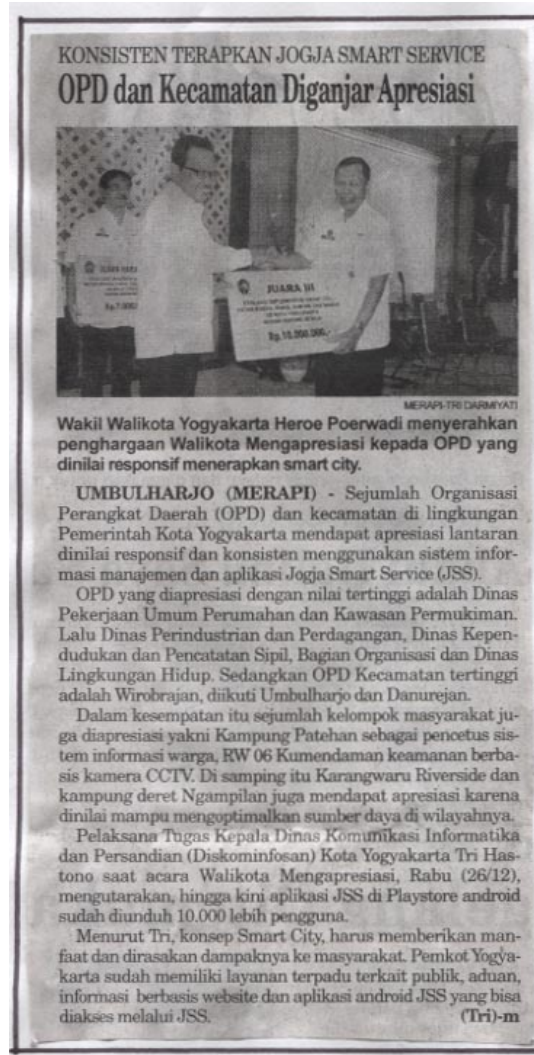 KONSISTEN TERAPKAN JOGJA SMART SERVICE
OPD dan Kecamatan Diganjar Apresiasi
JUARA HARA
Rp.7.000.
JUARA III
Rp.10.000.000,-
MERAPI-TRI DARMIYATI
Wakil Walikota Yogyakarta Heroe Poerwadi menyerahkan
penghargaan Walikota Mengapresiasi kepada OPD yang
dinilai responsif menerapkan smart city.
UMBULHARJO (MERAPI) - Sejumlah Organisasi
Perangkat Daerah (OPD) dan kecamatan di lingkungan
Pemerintah Kota Yogyakarta mendapat apresiasi lantaran
dinilai responsif dan konsisten menggunakan sistem infor-
masi manajemen dan aplikasi Jogja Smart Service (JSS).
OPD yang diapresiasi dengan nilai tertinggi adalah Dinas
Pekerjaan Umum Perumahan dan Kawasan Permukiman.
Lalu Dinas Perindustrian dan Perdagangan, Dinas Kepen-
dudukan dan Pencatatan Sipil, Bagian Organisasi dan Dinas
Lingkungan Hidup. Sedangkan OPD Kecamatan tertinggi
adalah Wirobrajan, diikuti Umbulharjo dan Danurejan.
Dalam kesempatan itu sejumlah kelompok masyarakat ju-
ga diapresiasi yakni Kampung Patehan sebagai pencetus sis-
tem informasi warga, RW 06 Kumendaman keamanan berba-
sis kamera CCTV. Di samping itu Karangwaru Riverside dan
kampung deret Ngampilan juga mendapat apresiasi karena
dinilai mampu mengoptimalkan sumber daya di wilayahnya.
Pelaksana Tugas Kepala Dinas Komunikasi Informatika
dan Persandian (Diskominfosan) Kota Yogyakarta Tri Has-
tono saat acara Walikota Mengapresiasi, Rabu (26/12),
mengutarakan, hingga kini aplikasi JSS di Playstore android
sudah diunduh 10.000 lebih pengguna.
Menurut Tri, konsep Smart City, harus memberikan man-
faat dan dirasakan dampaknya ke masyarakat. Pemkot Yogya-
karta sudah memiliki layanan terpadu terkait publik, aduan,
informasi berbasis website dan aplikasi android JSS yang bisa
diakses melalui JSS. (Tri)-m